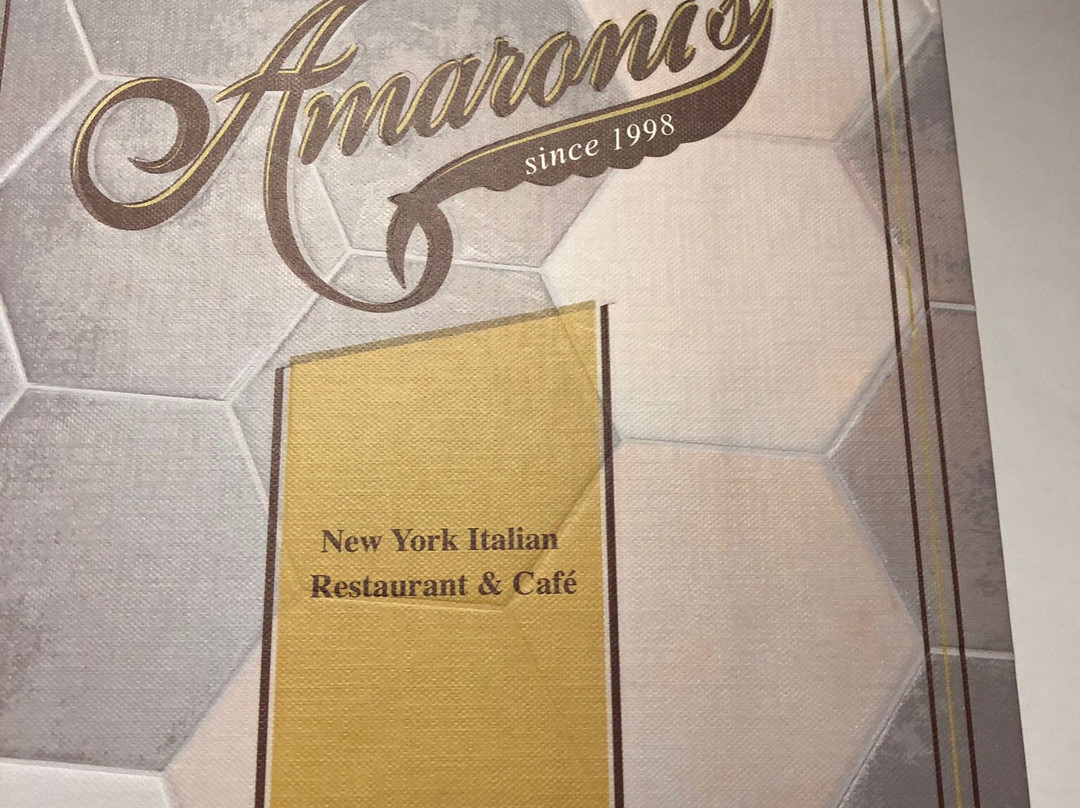 Amaroni's
since 1998
New York Italian
Restaurant & Café